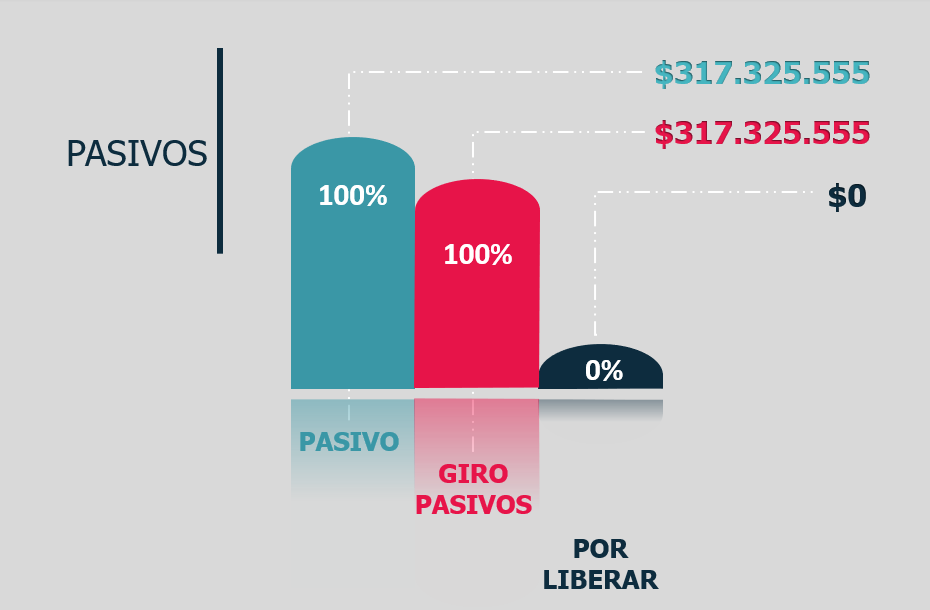 PASIVOS
$317.325.555
$317.325.555
$0
100%
100%
0%
PASIVO
GIRO
PASIVOS
POR
LIBERAR